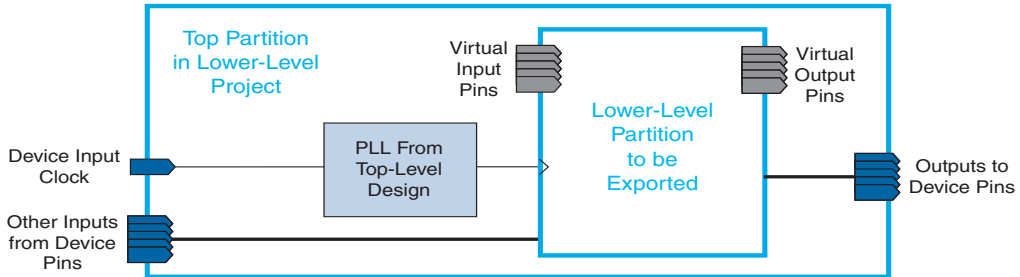 Top Partition
in Lower-Level
Project
Virtual
Input
Pins
Virtual
Output
Pins
Lower-Level
Partition
to be
Exported
PLL From
Top-Level
Design
Device Input
Clock
Outputs to
Device Pins
Other Inputs
from Device
Pins